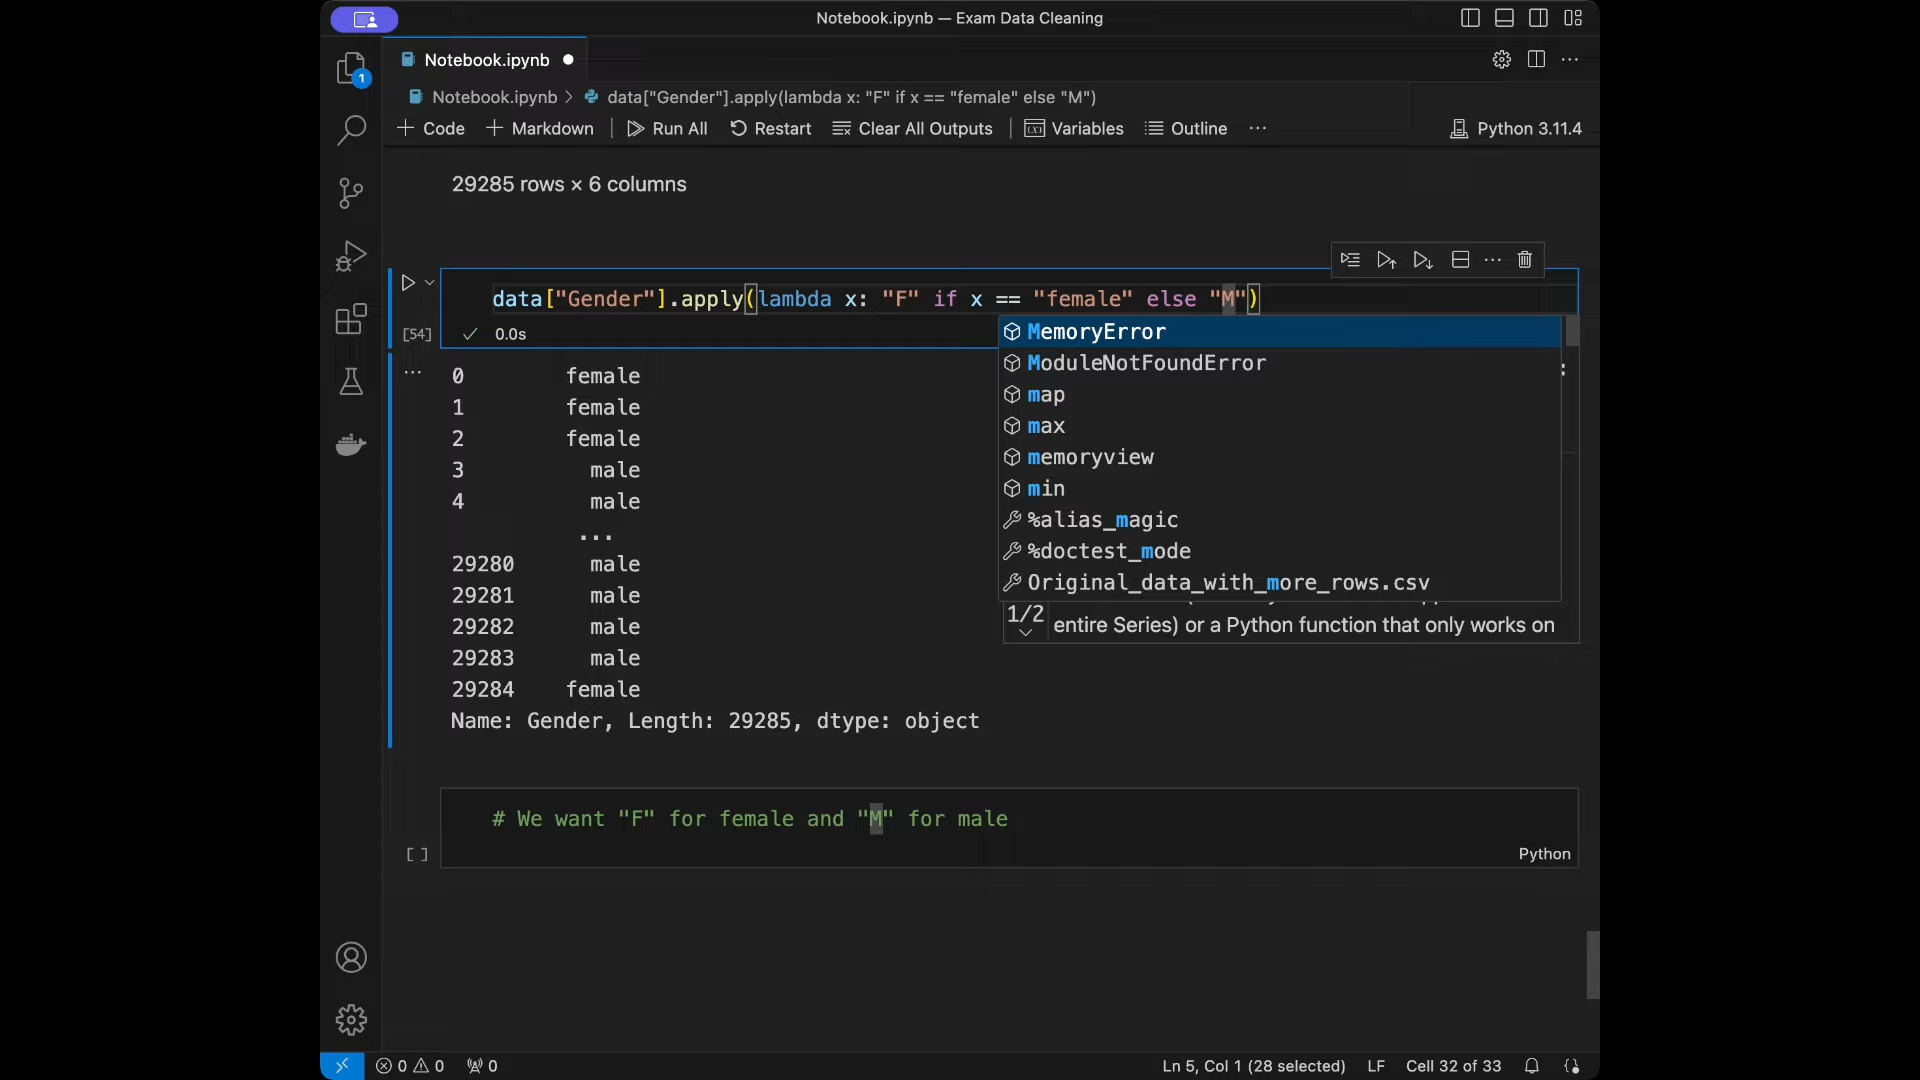 Notebook.ipynb — Exam Data Cleaning
Notebook.ipynb
1
Notebook.ipynb > data["Gender"].apply(lambda x: "F" if x == "female" else "M")
Code Markdown Run All Restart Clear All Outputs Variables Outline ... Python 3.11.4
29285 rows × 6 columns
data["Gender"].apply(lambda x: "F" if x == "female" else "M")
[54] 0.0s
MemoryError
ModuleNotFoundError
map
max
memoryview
min
%alias_magic
%doctest_mode
Original_data_with_more_rows.csv
1/2
entire Series) or a Python function that only works on
0 female
1 female
2 female
3 male
4 male
...
29280 male
29281 male
29282 male
29283 male
29284 female
Name: Gender, Length: 29285, dtype: object
# We want "F" for female and "M" for male
[ ] Python
0 0 0 Ln 5, Col 1 (28 selected) LF Cell 32 of 33